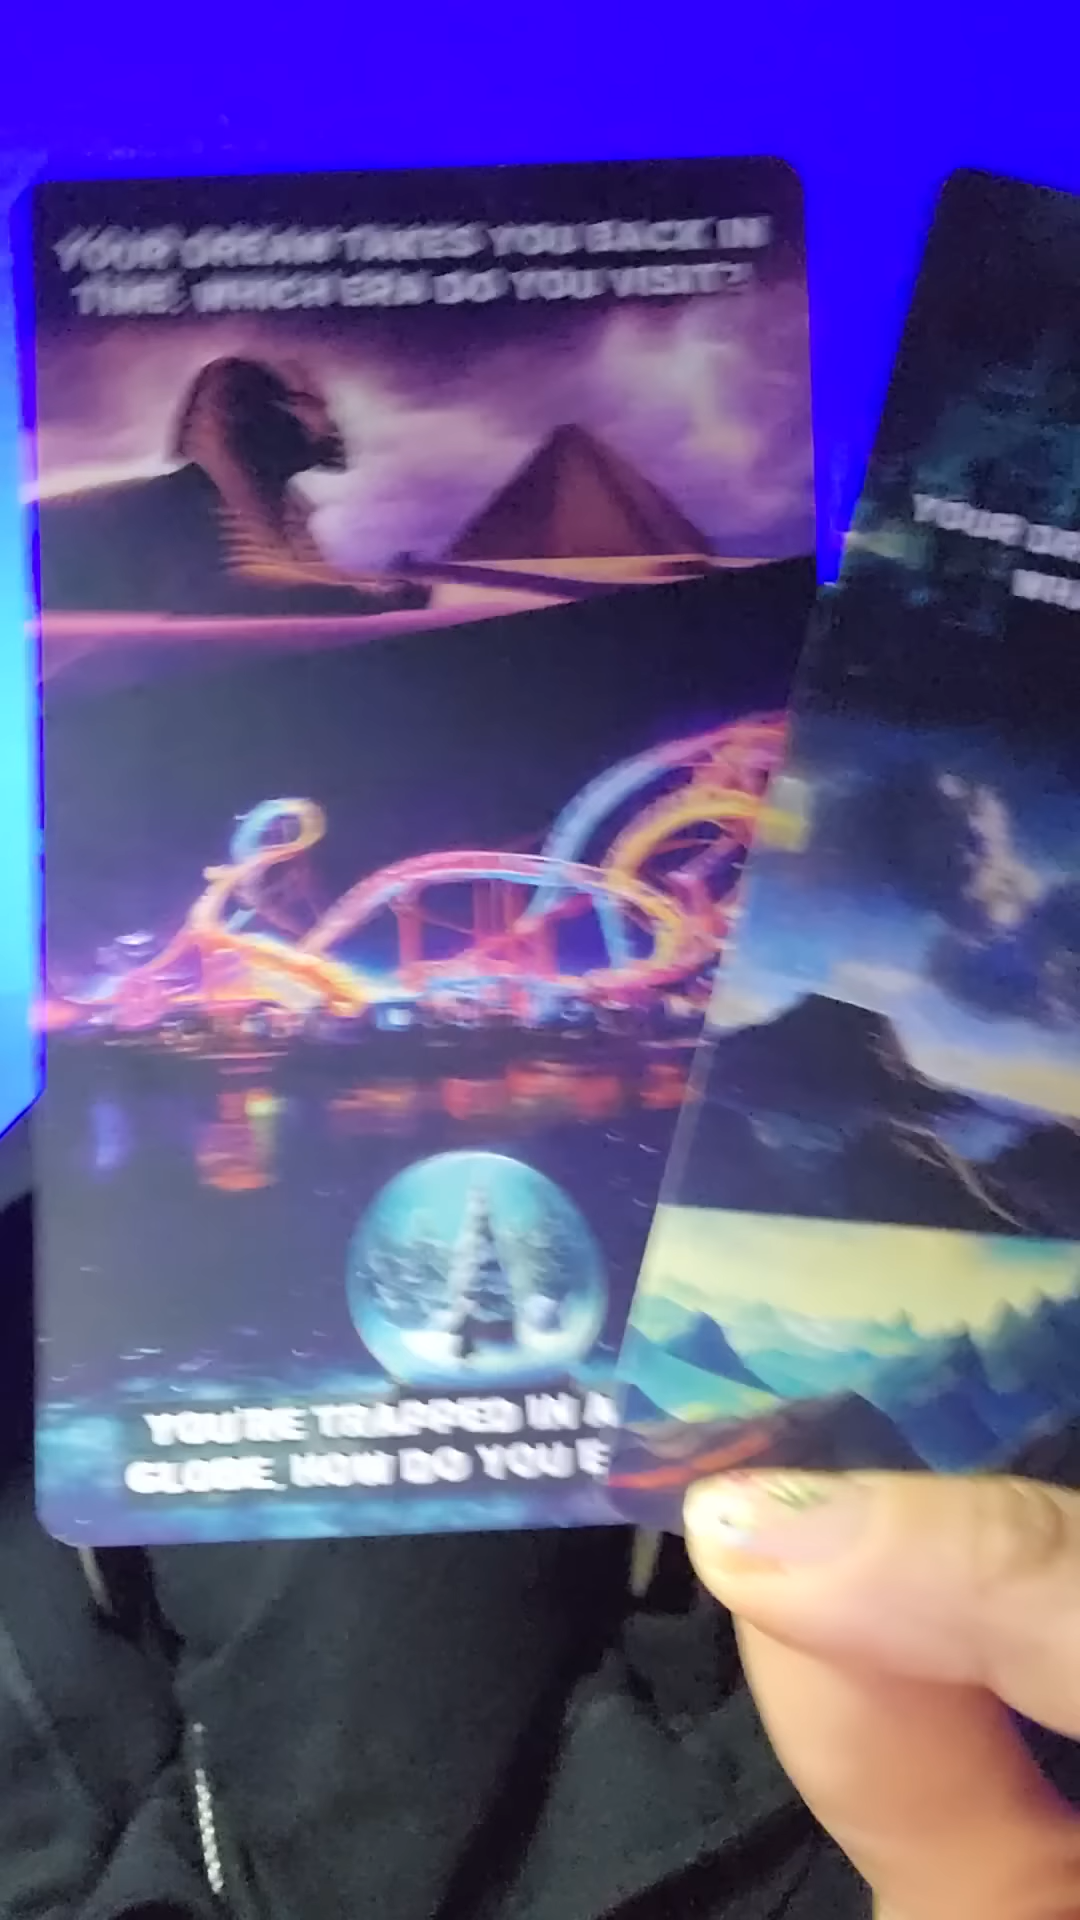 YOUR DREAM TAKES YOU BACK IN
TIME, WHICH ERA DO YOU VISIT?
YOUR
YOU'RE TRAPPED IN A
GLOBE, HOW DO YOU